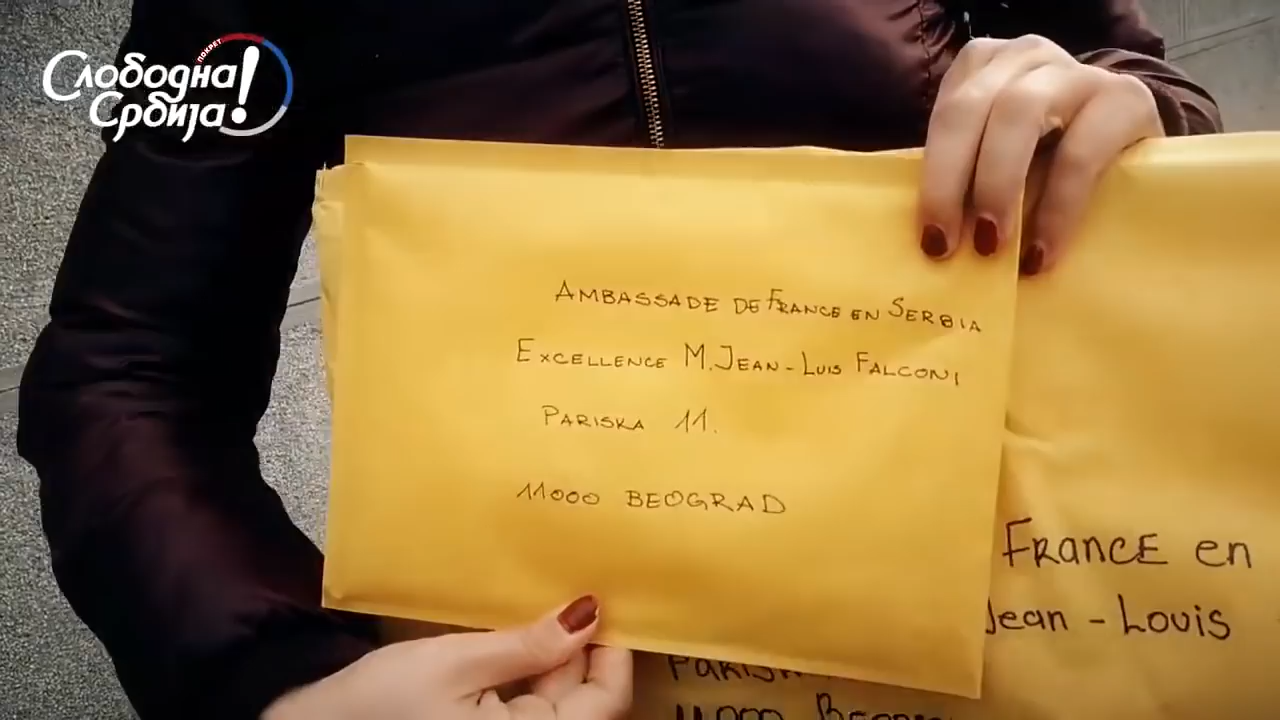 ПОКРЕТ
Слободна
Србија!
AMBASSADE DE FRANCE EN SERBIA
EXCELLENCE M. JEAN-LUIS FALCONI
PARISKA 11.
11000 BEOGRAD
FRANCE en
Jean - Louis